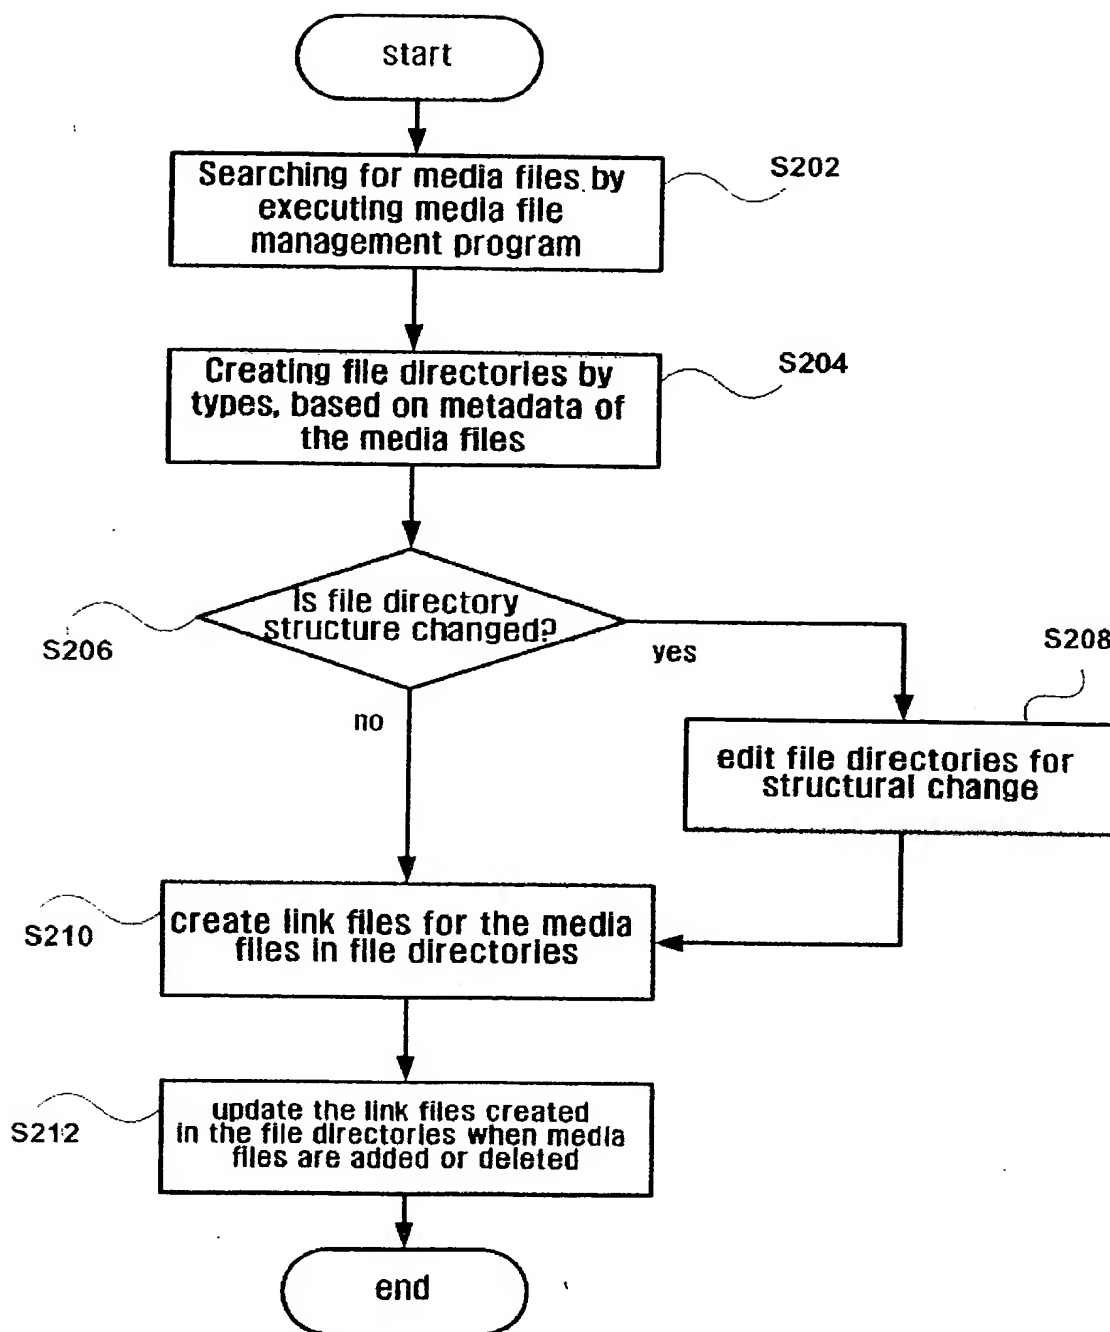 start
Searching for media files by
executing media file
management program
S202
Creating file directories by
types, based on metadata of
the media files
S204
Is file directory
structure changed?
S206
yes
no
S208
edit file directories for
structural change
create link files for the media
files in file directories
S210
update the link files created
in the file directories when media
files are added or deleted
S212
end